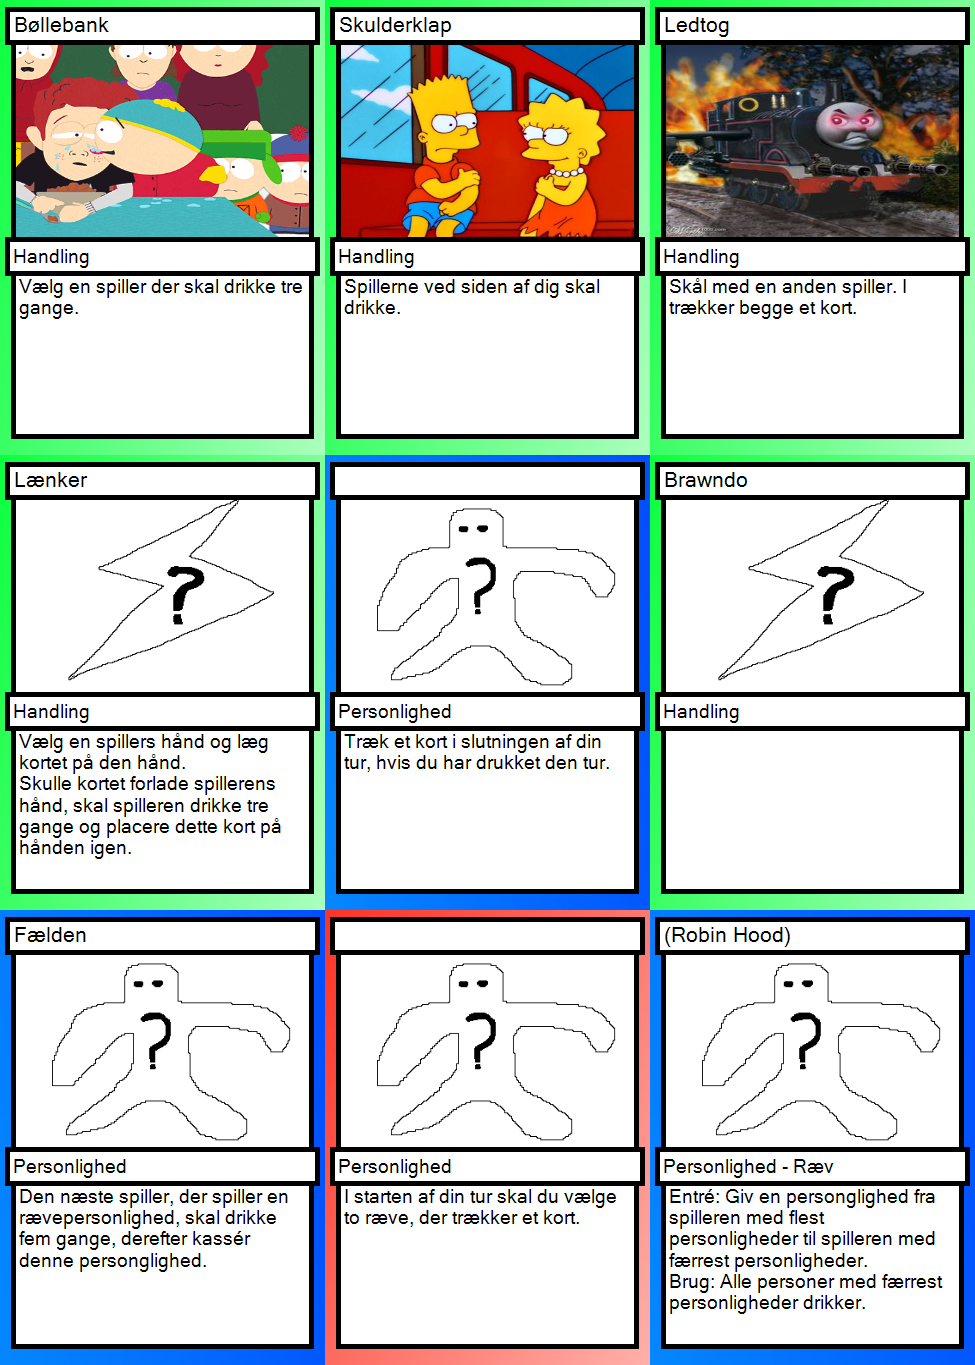 Bøllebank
Handling
Vælg en spiller der skal drikke tre
gange.
Skulderklap
Handling
Spillerne ved siden af dig skal
drikke.
Ledtog
Handling
Skål med en anden spiller. I
trækker begge et kort.
Lænker
?
Handling
Vælg en spillers hånd og læg
kortet på den hånd.
Skulle kortet forlade spillerens
hånd, skal spilleren drikke tre
gange og placere dette kort på
hånden igen.
?
Personlighed
Træk et kort i slutningen af din
tur, hvis du har drukket den tur.
Brawndo
?
Handling
Fælden
?
Personlighed
Den næste spiller, der spiller en
rævepersonlighed, skal drikke
fem gange, derefter kassér
denne personglighed.
?
Personlighed
I starten af din tur skal du vælge
to ræve, der trækker et kort.
(Robin Hood)
?
Personlighed - Ræv
Entré: Giv en personglighed fra
spilleren med flest
personligheder til spilleren med
færrest personligheder.
Brug: Alle personer med færrest
personligheder drikker.